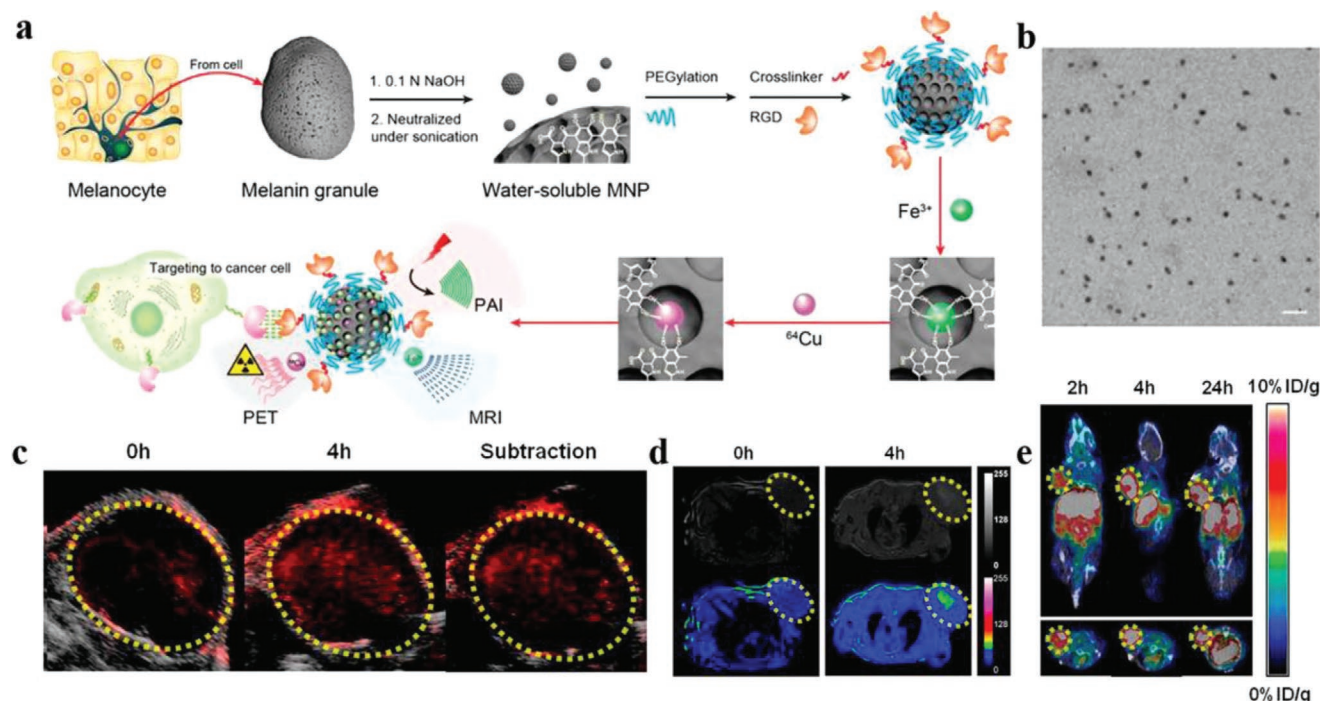 a
From cell
Melanocyte
Melanin granule
1. 0.1 N NaOH
2. Neutralized
under sonication
Water-soluble MNP
PEGylation
Crosslinker
RGD
Fe³⁺
⁶⁴Cu
Targeting to cancer cell
PAI
PET
MRI
b
c
0h
4h
Subtraction
d
0h
4h
255
128
0
255
128
0
e
2h
4h
24h
10% ID/g
0% ID/g